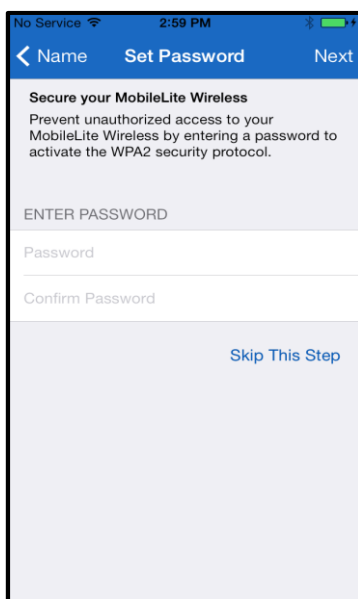 No Service 2:59 PM
Name Set Password Next
Secure your MobileLite Wireless
Prevent unauthorized access to your
MobileLite Wireless by entering a password to
activate the WPA2 security protocol.
ENTER PASSWORD
Password
Confirm Password
Skip This Step